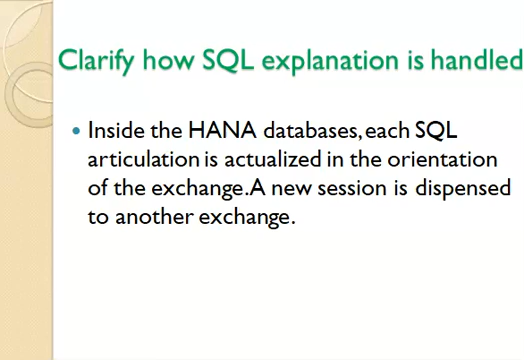 Clarify how SQL explanation is handled
Inside the HANA databases, each SQL
articulation is actualized in the orientation
of the exchange. A new session is dispensed
to another exchange.